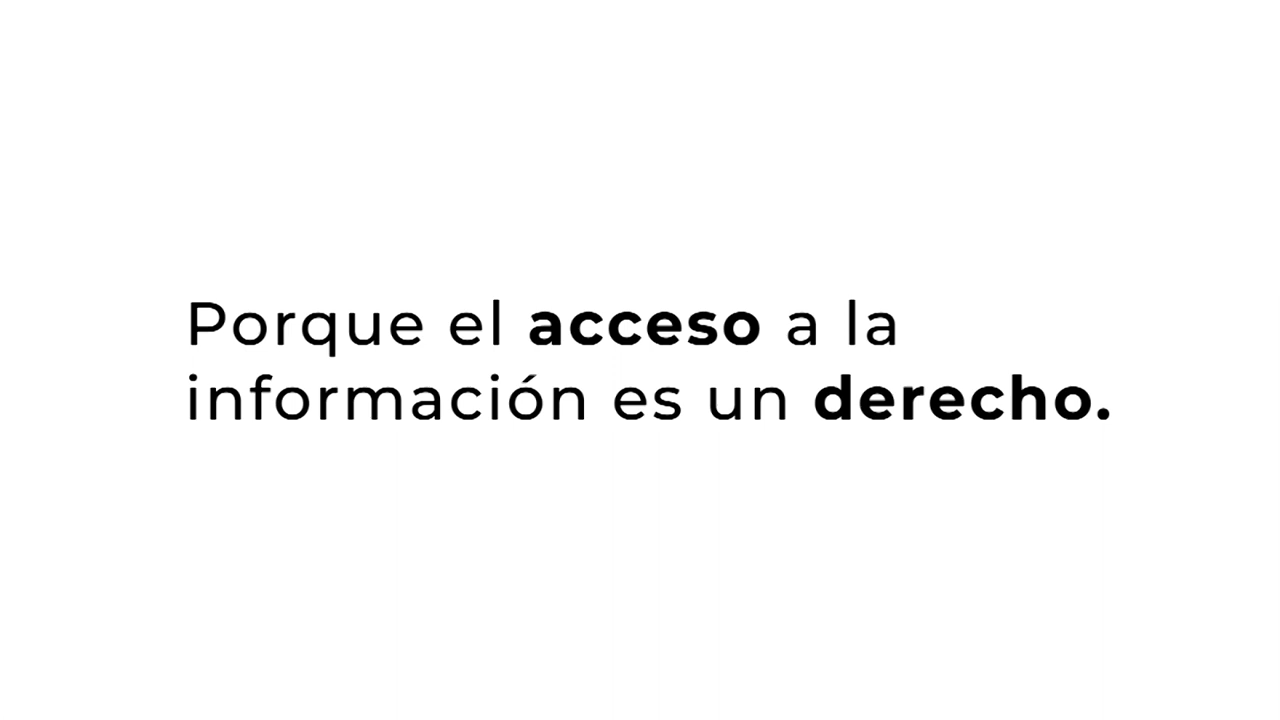 Porque el acceso a la
información es un derecho.